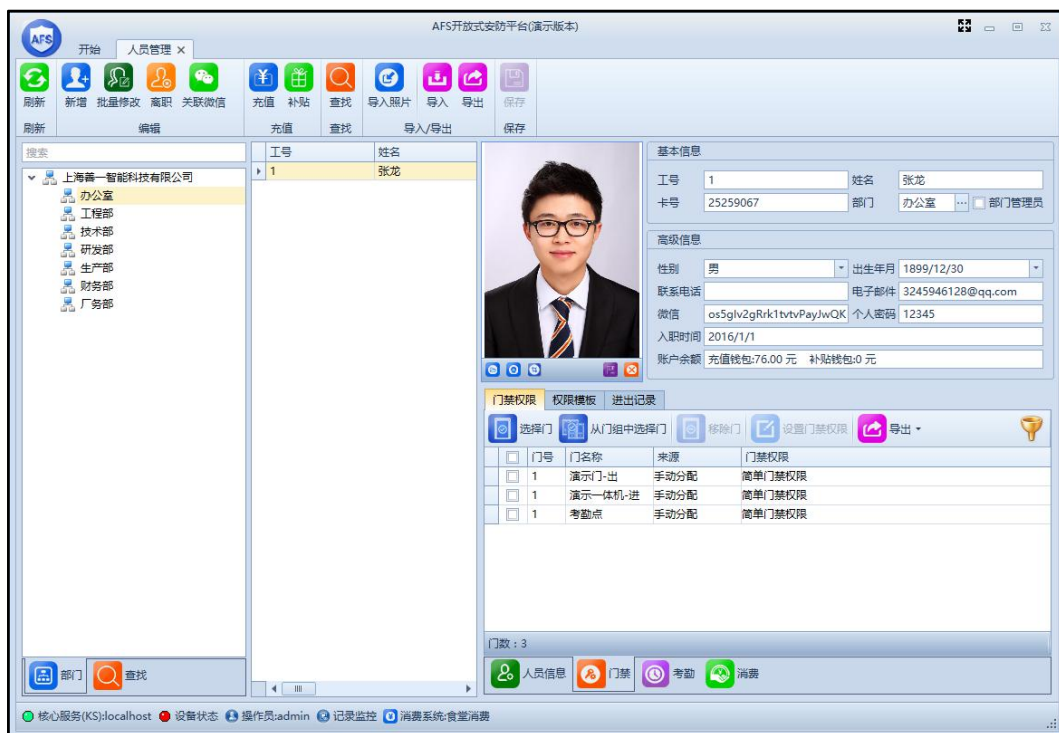 AFS开放式安防平台(演示版本)
AFS
开始 人员管理
刷新 新增 批量修改 离职 关联微信 充值 补贴 查找 导入照片 导入 导出 保存
刷新 编辑 充值 查找 导入/导出 保存
搜索
上海善一智能科技有限公司
办公室
工程部
技术部
研发部
生产部
财务部
厂务部
部门 查找
工号 姓名
1 张龙
基本信息
工号 1 姓名 张龙
卡号 25259067 部门 办公室 ... 部门管理员
高级信息
性别 男 出生年月 1899/12/30
联系电话 电子邮件 3245946128@qq.com
微信 os5glv2gRrk1tvtvPayJwQK 个人密码 12345
入职时间 2016/1/1
账户余额 充值钱包:76.00 元 补贴钱包:0 元
门禁权限 权限模板 进出记录
选择门 从门组中选择门 移除门 设置门禁权限 导出
门号 门名称 来源 门禁权限
1 演示门-出 手动分配 简单门禁权限
1 演示一体机-进 手动分配 简单门禁权限
1 考勤点 手动分配 简单门禁权限
门数：3
人员信息 门禁 考勤 消费
核心服务(KS):localhost 设备状态 操作员:admin 记录监控 消费系统:食堂消费